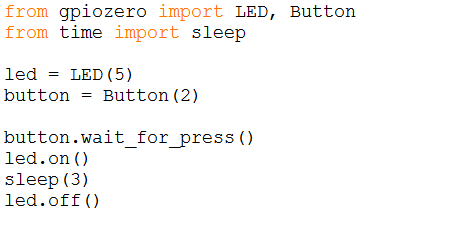 from gpiozero import LED, Button
from time import sleep

led = LED(5)
button = Button(2)

button.wait_for_press()
led.on()
sleep(3)
led.off()